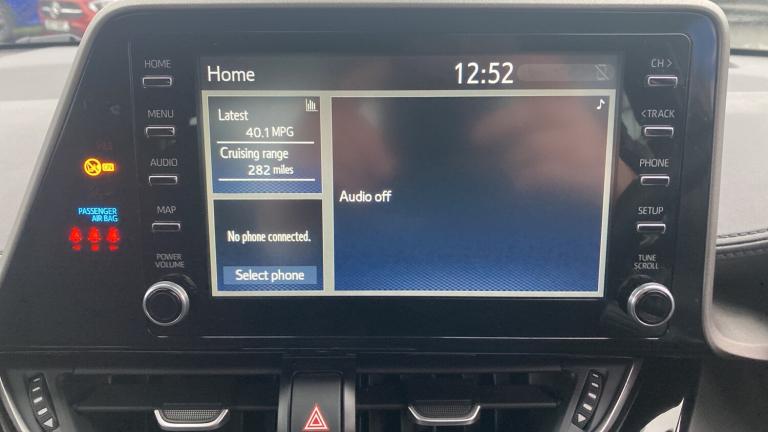 HOME
MENU
AUDIO
MAP
POWER
VOLUME
ON
PASSENGER
AIR BAG
Home
12:52
Latest
40.1 MPG
Cruising range
282 miles
No phone connected.
Select phone
Audio off
CH >
< TRACK
PHONE
SETUP
TUNE
SCROLL